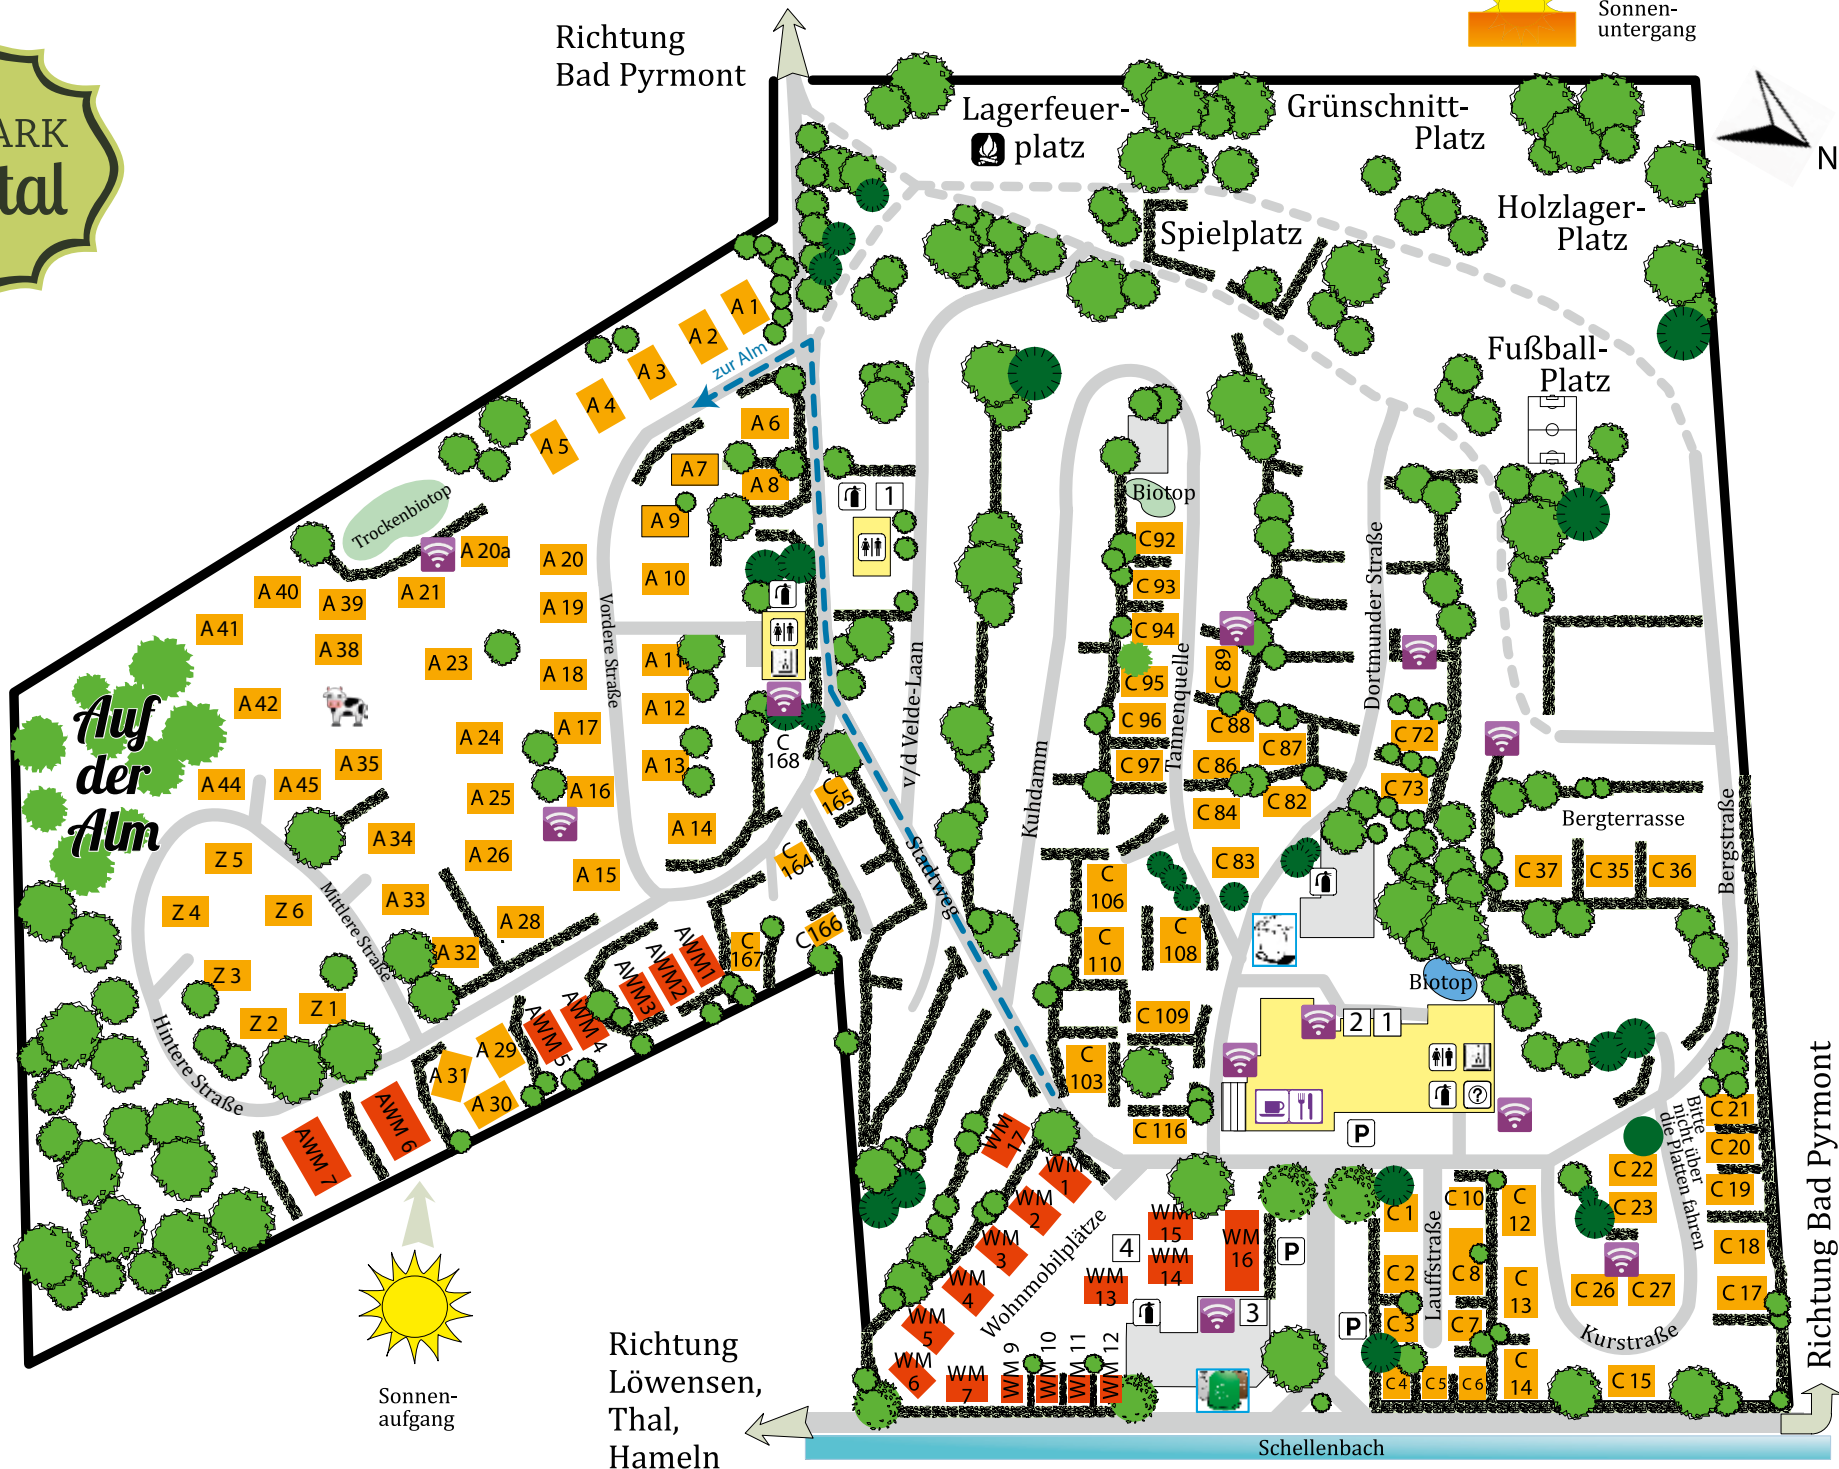 Richtung
Bad Pyrmont
Sonnen-
untergang
N
ARK
tal
Lagerfeuer-
platz
Grünschnitt-
Platz
Holzlager-
Platz
Spielplatz
Fußball-
Platz
zur Alm
A 1
A 2
A 3
A 4
A 5
A 6
A 7
A 8
A 9
A 10
A 11
A 12
A 13
A 14
A 15
A 16
A 17
A 18
A 19
A 20
A 20a
A 21
A 23
A 24
A 25
A 26
A 28
A 29
A 30
A 31
A 32
A 33
A 34
A 35
A 38
A 39
A 40
A 41
A 42
A 44
A 45
Trockenbiotop
Auf
der
Alm
Z 1
Z 2
Z 3
Z 4
Z 5
Z 6
Vordere Straße
Mittlere Straße
Hintere Straße
AWM1
AWM2
AWM3
AWM 4
AWM 5
AWM 6
AWM 7
1
C
168
C
165
C
164
C166
C
167
Stadtweg
v/d Velde-Laan
Kuhdamm
Tannenquelle
Dortmunder Straße
Biotop
C92
C 93
C 94
C 95
C 96
C 97
C 89
C 88
C 87
C 86
C 84
C 82
C 83
C 72
C 73
C
106
C
108
C
110
C109
C
103
C 116
Bergterrasse
C 37
C 35
C 36
Bergstraße
Biotop
2
1
?
P
Bitte
nicht über
die Platten fahren
C 21
C 20
C 19
C 18
C 17
C 22
C 23
C 26
C 27
Kurstraße
C 15
C
12
C
13
C
14
C 10
C 8
C 7
C 6
C 5
C 4
C 3
C 2
C 1
Lauffstraße
P
P
WM
17
WM
1
WM
2
WM
3
WM
4
WM
5
WM
6
WM
7
WM 9
WM 10
WM 11
WM 12
WM
13
WM
14
WM
15
WM
16
4
3
Wohnmobilplätze
Sonnen-
aufgang
Richtung
Löwensen,
Thal,
Hameln
Schellenbach
Richtung Bad Pyrmont